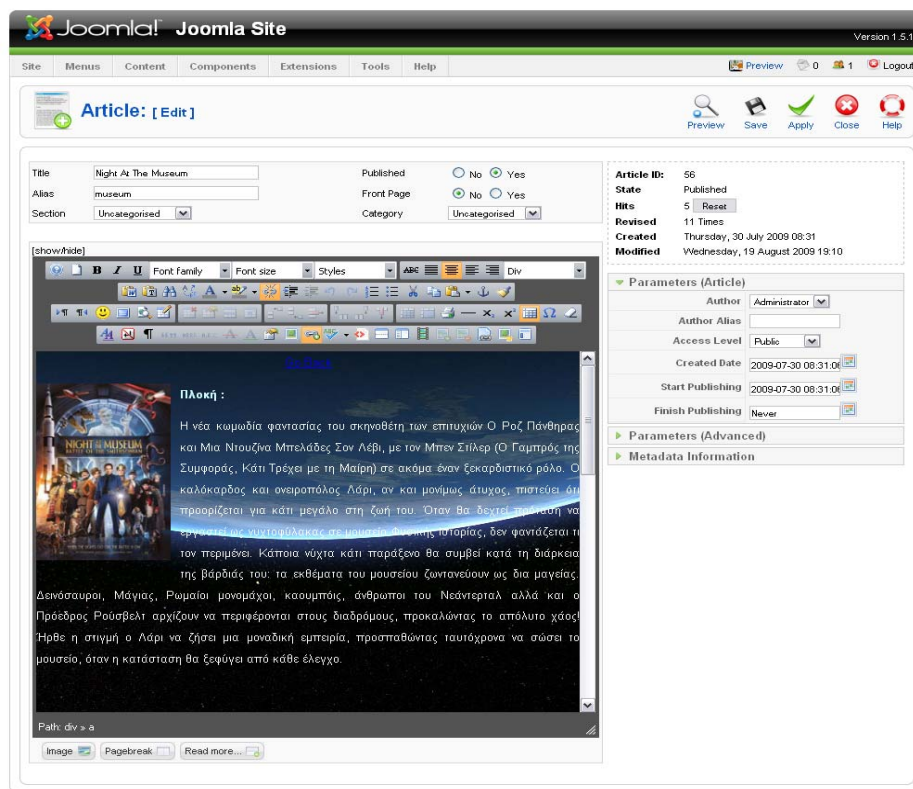 Joomla! Joomla Site
Version 1.5.1
Site Menus Content Components Extensions Tools Help Preview 0 1 Logout
Article: [ Edit ]
Preview Save Apply Close Help
Title Night At The Museum Published No Yes
Alias museum Front Page No Yes
Section Uncategorised Category Uncategorised
Article ID: 56
State Published
Hits 5 Reset
Revised 11 Times
Created Thursday, 30 July 2009 08:31
Modified Wednesday, 19 August 2009 19:10
[show/hide]
B I U Font family Font size Styles ABC Div
Πλοκή :
Η νέα κωμωδία φαντασίας του σκηνοθέτη των επιτυχιών Ο Ροζ Πάνθηρας
και Μια Ντουζίνα Μπελάδες Σον Λέβι, με τον Μπεν Στίλερ (Ο Γαμπρός της
Συμφοράς, Κάτι Τρέχει με τη Μαίρη) σε ακόμα έναν ξεκαρδιστικό ρόλο. Ο
καλόκαρδος και ονειροπόλος Λάρι, αν και μονίμως άτυχος, πιστεύει ότι
προορίζεται για κάτι μεγάλο στη ζωή του. Όταν θα δεχτεί πρόταση να
εργαστεί ως νυχτοφύλακας σε μουσείο φυσικής ιστορίας, δεν φαντάζεται τι
τον περιμένει. Κάποια νύχτα κάτι παράξενο θα συμβεί κατά τη διάρκεια
της βάρδιάς του: τα εκθέματα του μουσείου ζωντανεύουν ως δια μαγείας.
Δεινόσαυροι, Μάγιας, Ρωμαίοι μονομάχοι, καουμπόις, άνθρωποι του Νεάντερταλ αλλά και ο
Πρόεδρος Ρούσβελτ αρχίζουν να περιφέρονται στους διαδρόμους, προκαλώντας το απόλυτο χάος!
Ήρθε η στιγμή ο Λάρι να ζήσει μια μοναδική εμπειρία, προσπαθώντας ταυτόχρονα να σώσει το
μουσείο, όταν η κατάσταση θα ξεφύγει από κάθε έλεγχο.
NIGHT AT THE MUSEUM
Path: div » a
Image Pagebreak Read more...
Parameters (Article)
Author Administrator
Author Alias
Access Level Public
Created Date 2009-07-30 08:31:06
Start Publishing 2009-07-30 08:31:06
Finish Publishing Never
Parameters (Advanced)
Metadata Information